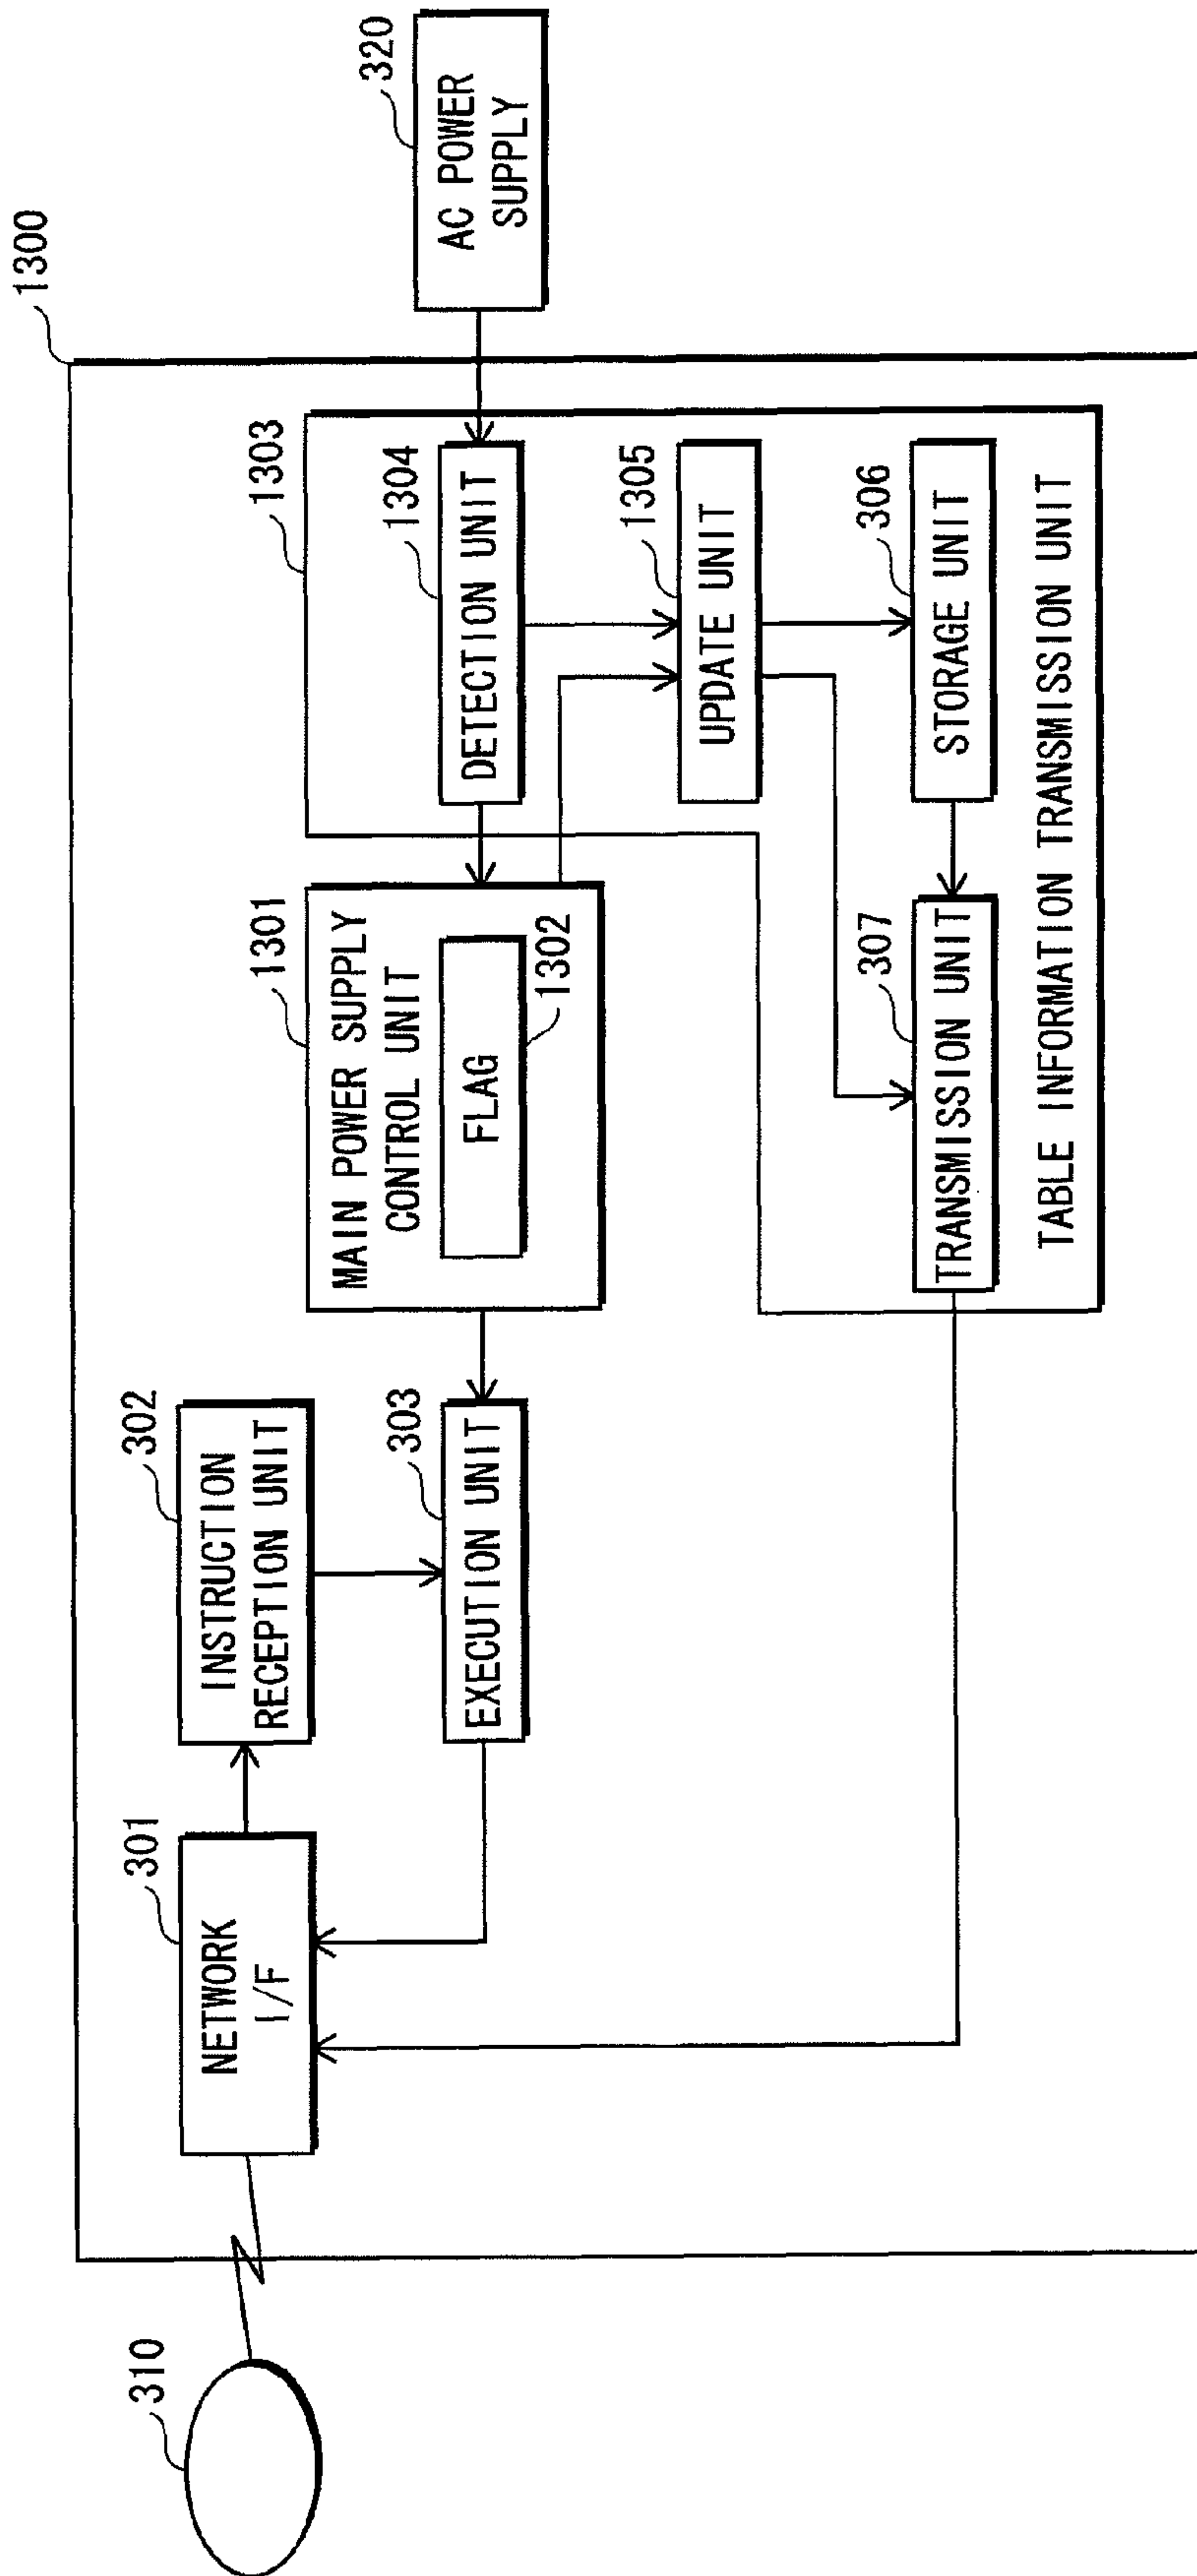 1300
310
301
NETWORK
I/F
302
INSTRUCTION
RECEPTION UNIT
303
EXECUTION UNIT
1301
MAIN POWER SUPPLY
CONTROL UNIT
FLAG
1302
1303
1304
DETECTION UNIT
320
AC POWER
SUPPLY
1305
UPDATE UNIT
306
STORAGE UNIT
307
TRANSMISSION UNIT
TABLE INFORMATION TRANSMISSION UNIT